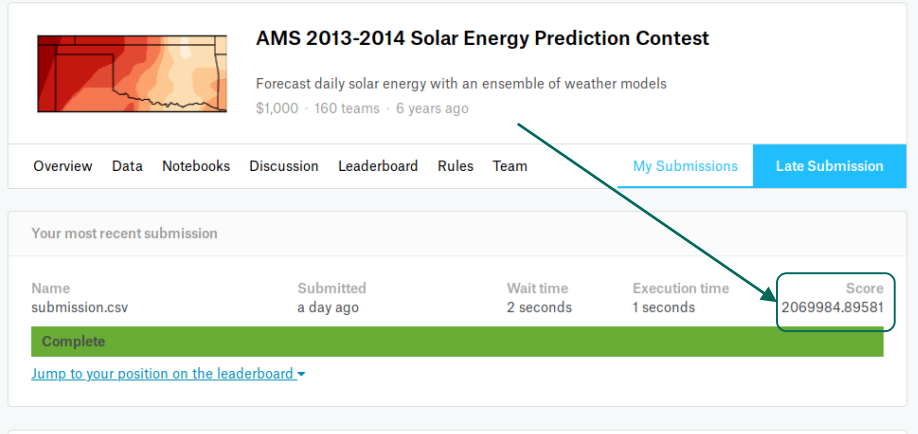 AMS 2013-2014 Solar Energy Prediction Contest
Forecast daily solar energy with an ensemble of weather models
$1,000 · 160 teams · 6 years ago
Overview Data Notebooks Discussion Leaderboard Rules Team My Submissions Late Submission
Your most recent submission
Name Submitted Wait time Execution time Score
submission.csv a day ago 2 seconds 1 seconds 2069984.89581
Complete
Jump to your position on the leaderboard